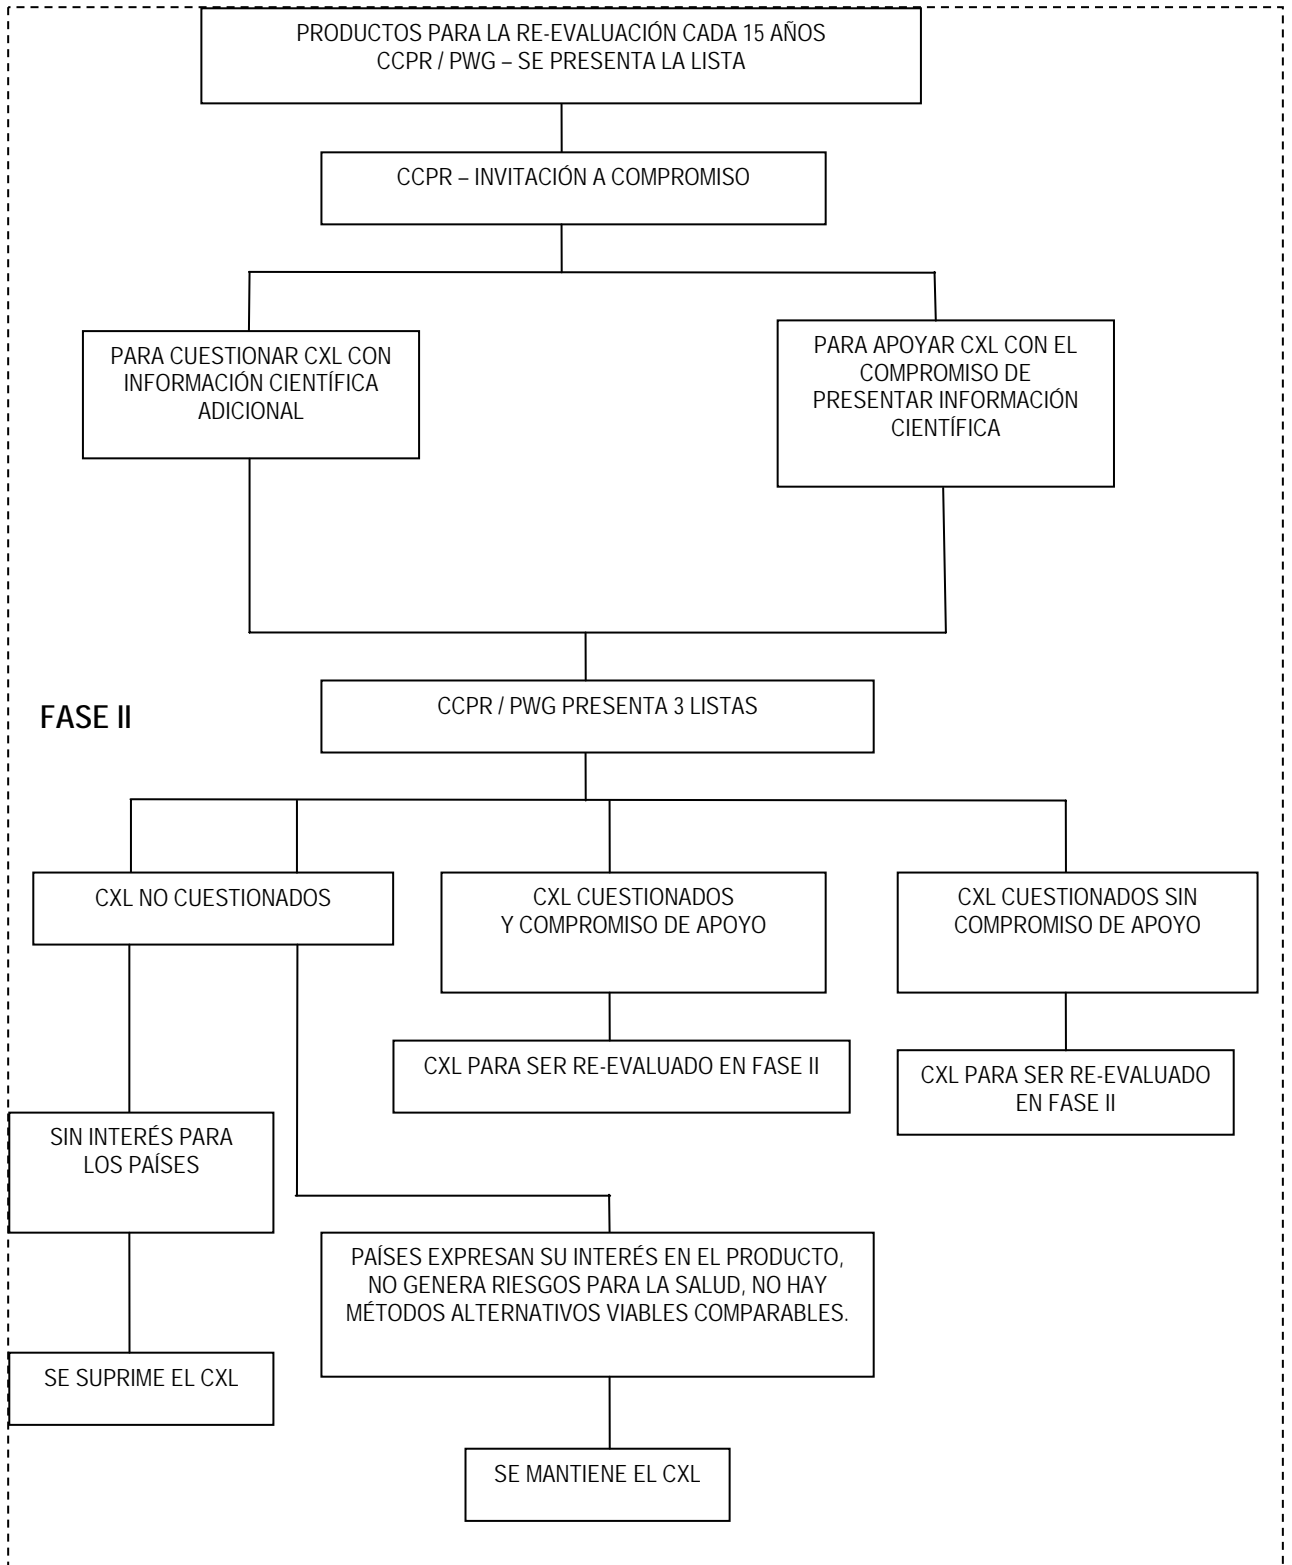 PRODUCTOS PARA LA RE-EVALUACIÓN CADA 15 AÑOS
CCPR / PWG – SE PRESENTA LA LISTA
CCPR – INVITACIÓN A COMPROMISO
PARA CUESTIONAR CXL CON
INFORMACIÓN CIENTÍFICA
ADICIONAL
PARA APOYAR CXL CON EL
COMPROMISO DE
PRESENTAR INFORMACIÓN
CIENTÍFICA
CCPR / PWG PRESENTA 3 LISTAS
FASE II
CXL NO CUESTIONADOS
CXL CUESTIONADOS
Y COMPROMISO DE APOYO
CXL CUESTIONADOS SIN
COMPROMISO DE APOYO
CXL PARA SER RE-EVALUADO EN FASE II
CXL PARA SER RE-EVALUADO
EN FASE II
SIN INTERÉS PARA
LOS PAÍSES
PAÍSES EXPRESAN SU INTERÉS EN EL PRODUCTO,
NO GENERA RIESGOS PARA LA SALUD, NO HAY
MÉTODOS ALTERNATIVOS VIABLES COMPARABLES.
SE SUPRIME EL CXL
SE MANTIENE EL CXL